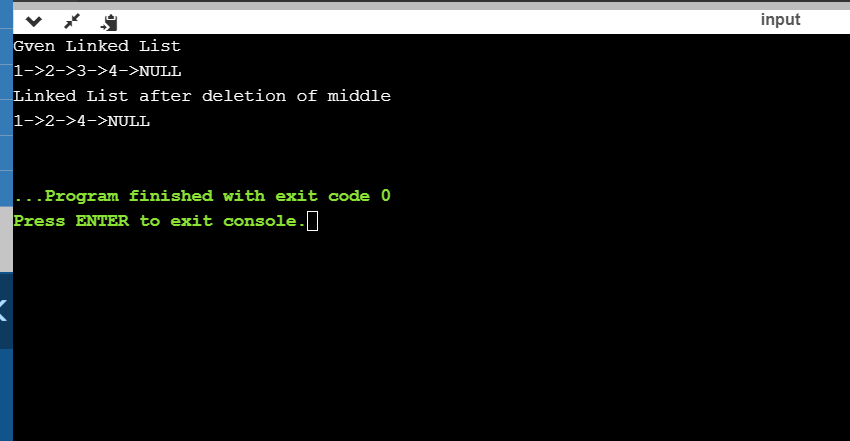 input
Gven Linked List
1->2->3->4->NULL
Linked List after deletion of middle
1->2->4->NULL
...Program finished with exit code 0
Press ENTER to exit console.